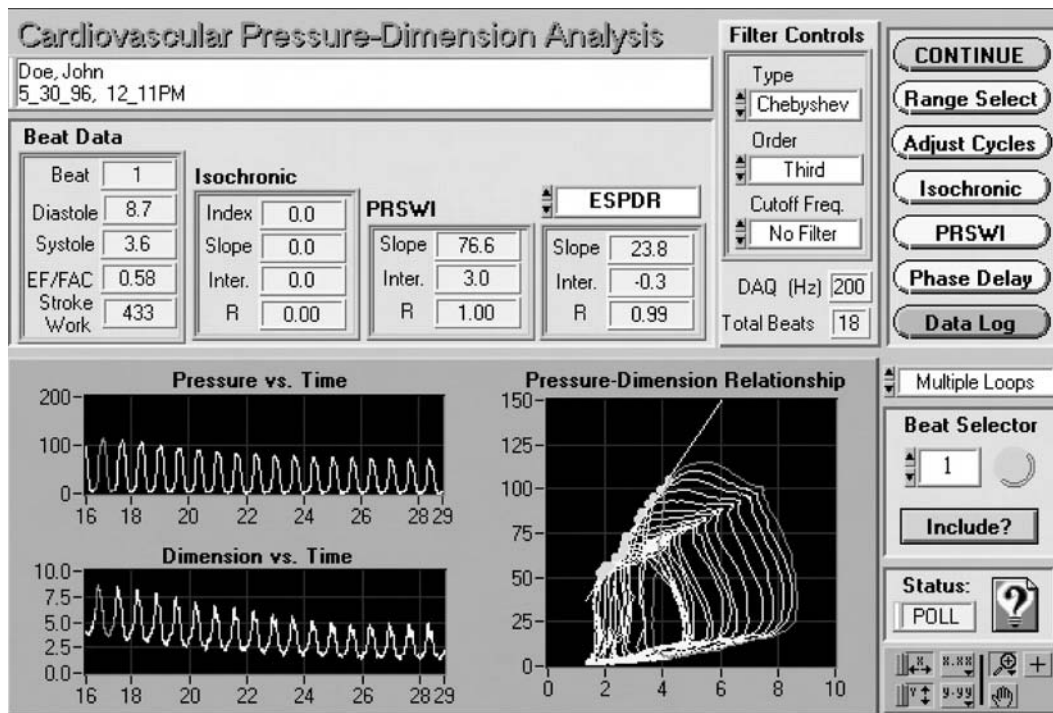 Cardiovascular Pressure-Dimension Analysis
Doe, John
5_30_96, 12_11PM
Beat Data
Beat 1
Diastole 8.7
Systole 3.6
EF/FAC 0.58
Stroke Work 433
Isochronic
Index 0.0
Slope 0.0
Inter. 0.0
R 0.00
PRSWI
Slope 76.6
Inter. 3.0
R 1.00
ESPDR
Slope 23.8
Inter. -0.3
R 0.99
Filter Controls
Type
Chebyshev
Order
Third
Cutoff Freq.
No Filter
DAQ (Hz) 200
Total Beats 18
CONTINUE
Range Select
Adjust Cycles
Isochronic
PRSWI
Phase Delay
Data Log
Pressure vs. Time
200
100
0
16 18 20 22 24 26 28 29
Dimension vs. Time
10.0
7.5
5.0
2.5
0.0
16 18 20 22 24 26 28 29
Pressure-Dimension Relationship
150
125
100
75
50
25
0
0 2 4 6 8 10
Multiple Loops
Beat Selector
1
Include?
Status:
POLL
?
X X.XX +
Y Y.YY